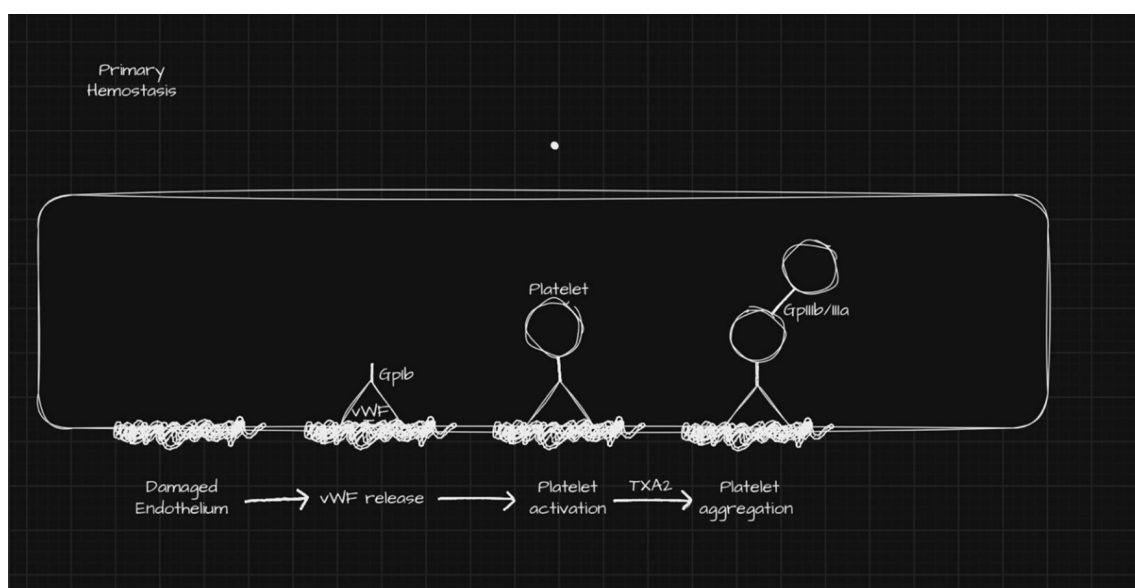 Primary
Hemostasis
Platelet
GpIIIb/IIIa
GpIb
vWF
Damaged
Endothelium
vWF release
Platelet
activation
TXA2
Platelet
aggregation